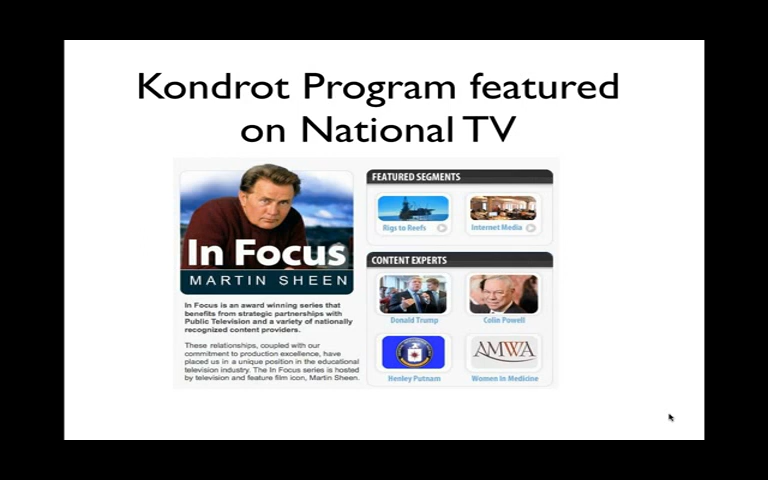 Kondrot Program featured
on National TV
In Focus
MARTIN SHEEN
In Focus is an award winning series that
benefits from strategic partnerships with
Public Television and a variety of nationally
recognized content providers.
These relationships, coupled with our
commitment to production excellence, have
placed us in a unique position in the educational
television industry. The In Focus series is hosted
by television and feature film icon, Martin Sheen.
FEATURED SEGMENTS
Rigs to Reefs
Internet Media
CONTENT EXPERTS
Donald Trump
Colin Powell
AMWA
Henley Putnam
Women In Medicine